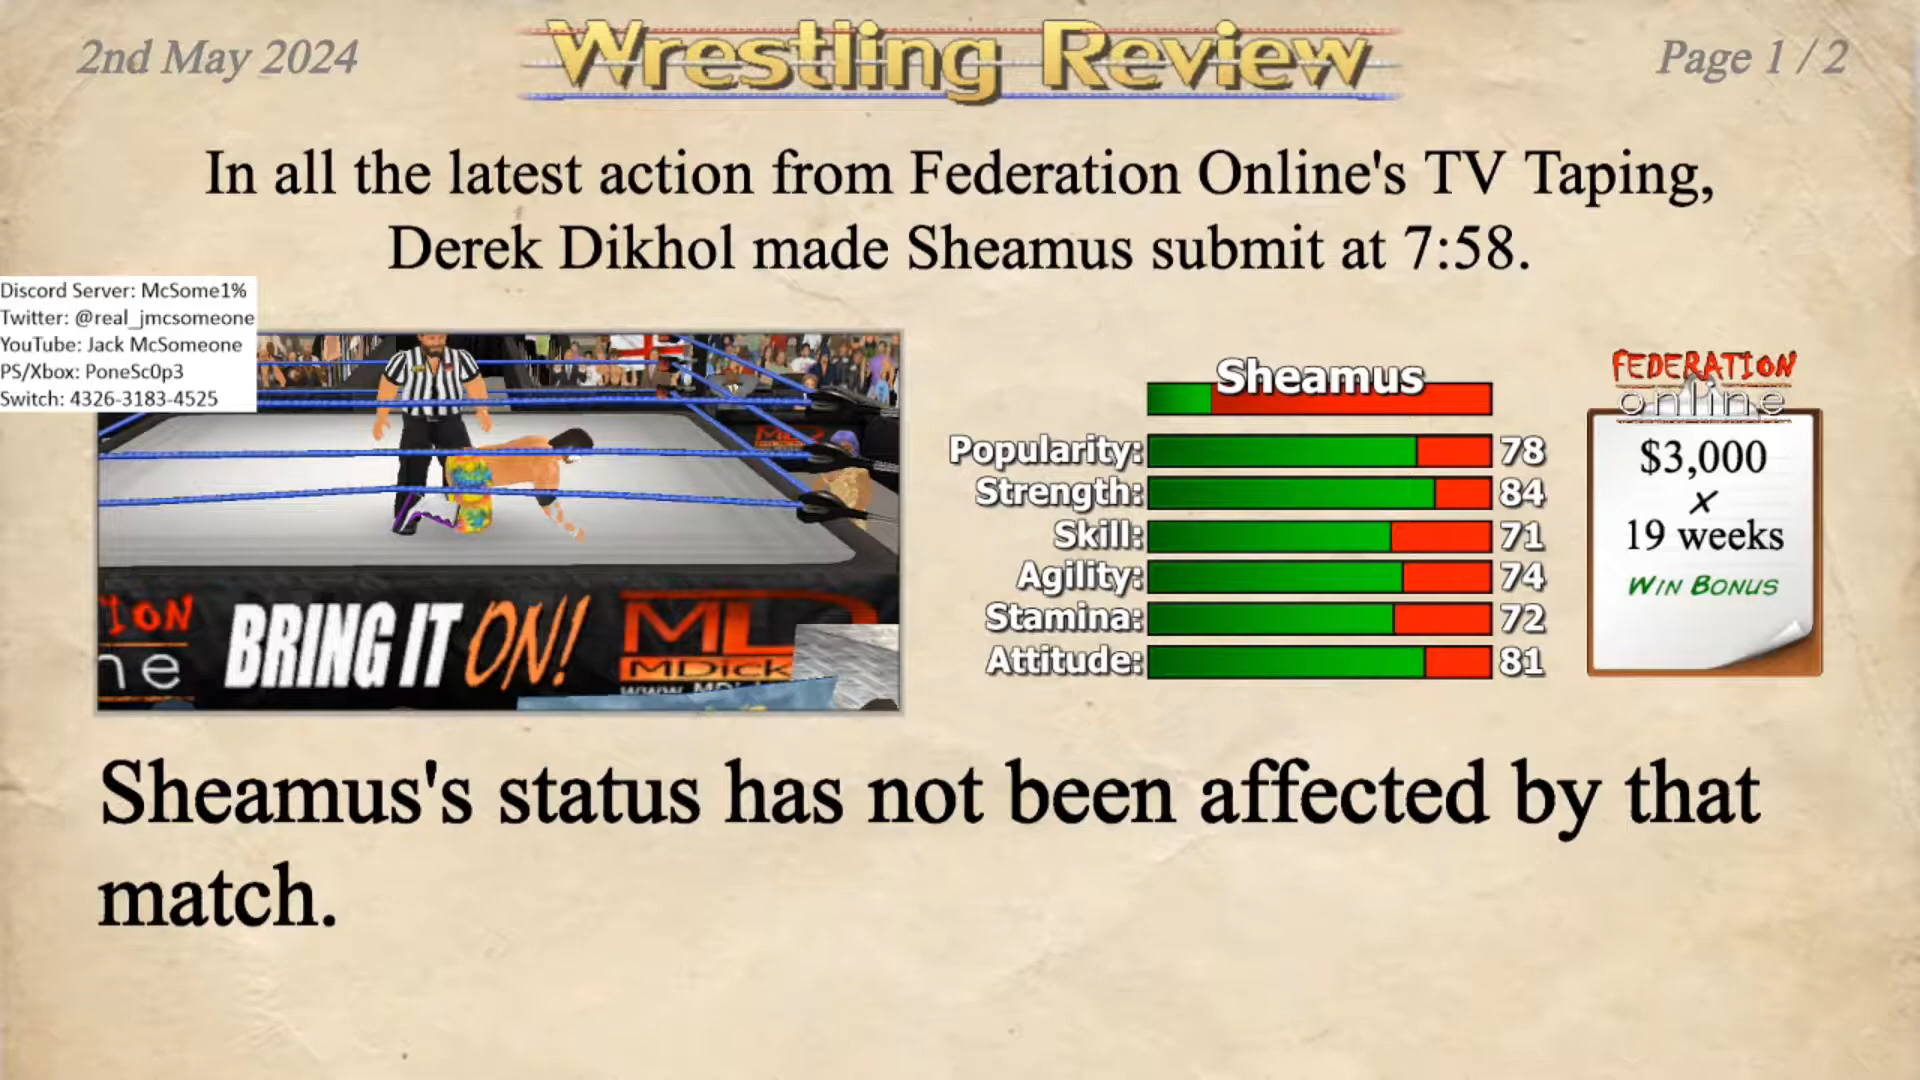 2nd May 2024
Wrestling Review
Page 1 / 2
In all the latest action from Federation Online's TV Taping,
Derek Dikhol made Sheamus submit at 7:58.
Discord Server: McSome1%
Twitter: @real_jmcsomeone
YouTube: Jack McSomeone
PS/Xbox: PoneSc0p3
Switch: 4326-3183-4525
BRING IT ON!
MDickie
Sheamus
Popularity: 78
Strength: 84
Skill: 71
Agility: 74
Stamina: 72
Attitude: 81
FEDERATION
online
$3,000
x
19 weeks
WIN BONUS
Sheamus's status has not been affected by that
match.